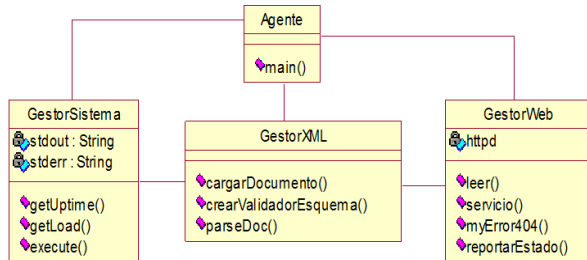 Agente
main()
GestorSistema
stdout : String
stderr : String
getUptime()
getLoad()
execute()
GestorXML
cargarDocumento()
crearValidadorEsquema()
parseDoc()
GestorWeb
httpd
leer()
servicio()
myError404()
reportarEstado()